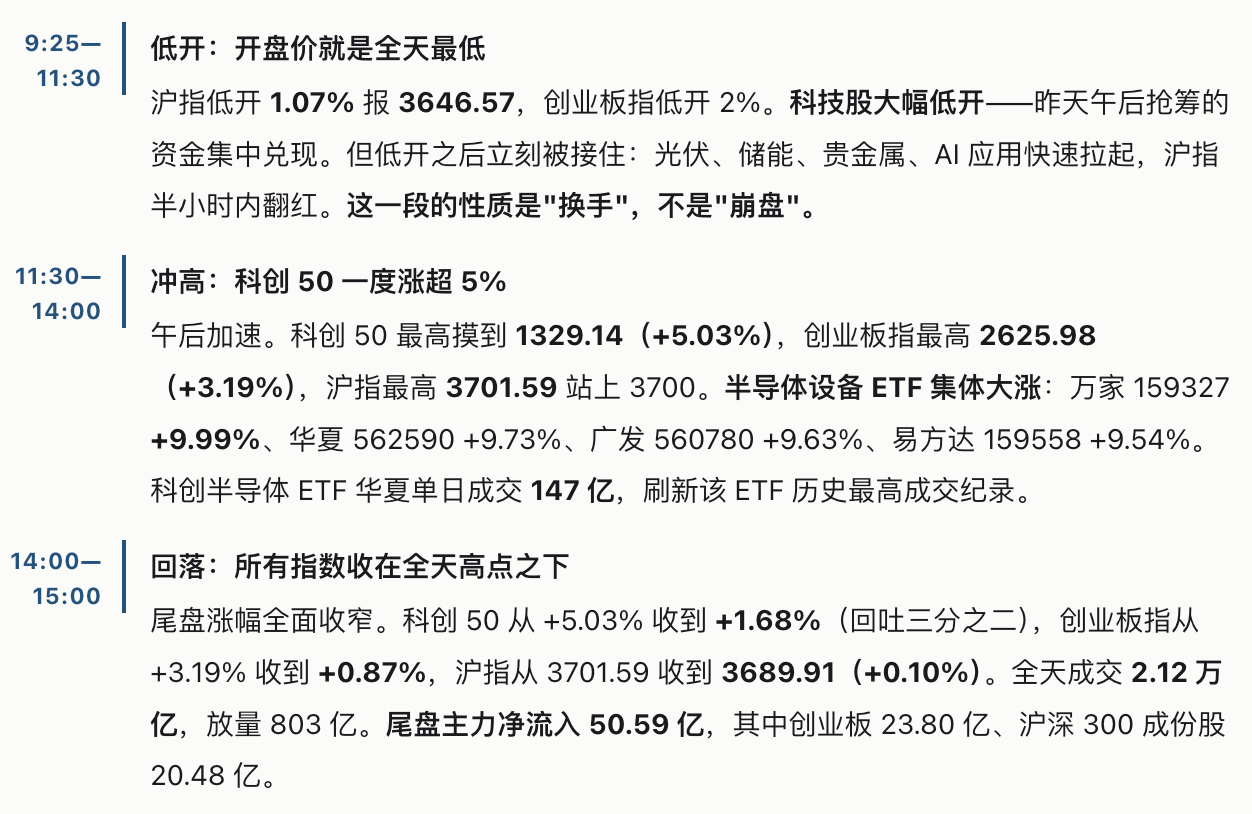 9:25—
11:30
低开：开盘价就是全天最低
沪指低开 1.07% 报 3646.57，创业板指低开 2%。科技股大幅低开——昨天午后抢筹的
资金集中兑现。但低开之后立刻被接住：光伏、储能、贵金属、AI 应用快速拉起，沪指
半小时内翻红。这一段的性质是"换手"，不是"崩盘"。
11:30—
14:00
冲高：科创 50 一度涨超 5%
午后加速。科创 50 最高摸到 1329.14（+5.03%），创业板指最高 2625.98
（+3.19%），沪指最高 3701.59 站上 3700。半导体设备 ETF 集体大涨：万家 159327
+9.99%、华夏 562590 +9.73%、广发 560780 +9.63%、易方达 159558 +9.54%。
科创半导体 ETF 华夏单日成交 147 亿，刷新该 ETF 历史最高成交纪录。
14:00—
15:00
回落：所有指数收在全天高点之下
尾盘涨幅全面收窄。科创 50 从 +5.03% 收到 +1.68%（回吐三分之二），创业板指从
+3.19% 收到 +0.87%，沪指从 3701.59 收到 3689.91（+0.10%）。全天成交 2.12 万
亿，放量 803 亿。尾盘主力净流入 50.59 亿，其中创业板 23.80 亿、沪深 300 成份股
20.48 亿。